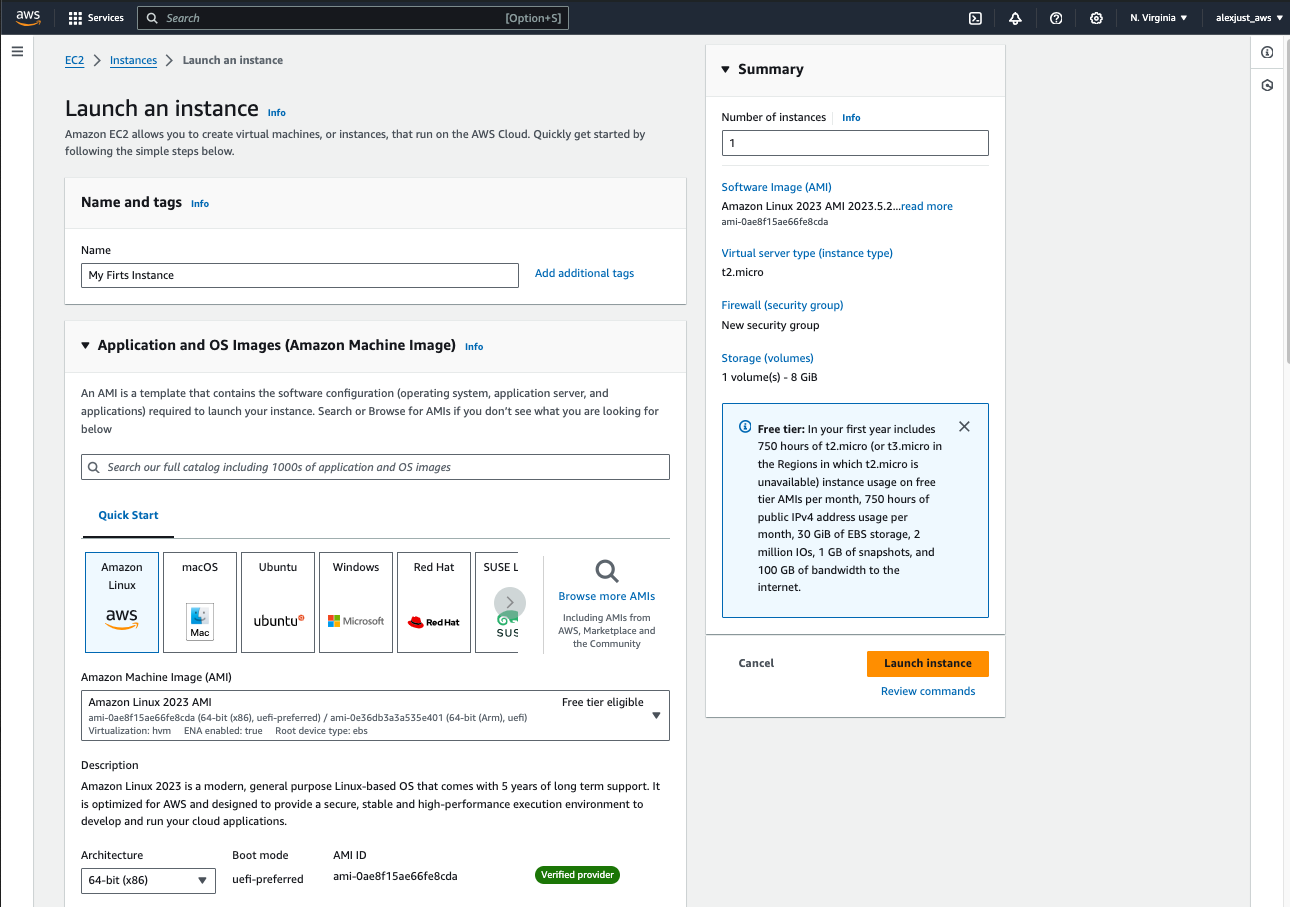 aws
Services
Search
[Option+S]
N. Virginia
alexjust_aws
EC2
Instances
Launch an instance
Launch an instance
Info
Amazon EC2 allows you to create virtual machines, or instances, that run on the AWS Cloud. Quickly get started by
following the simple steps below.
Name and tags
Info
Name
My Firts Instance
Add additional tags
Application and OS Images (Amazon Machine Image)
Info
An AMI is a template that contains the software configuration (operating system, application server, and
applications) required to launch your instance. Search or Browse for AMIs if you don't see what you are looking for
below
Search our full catalog including 1000s of application and OS images
Quick Start
Amazon
Linux
aws
macOS
Mac
Ubuntu
ubuntu
Windows
Microsoft
Red Hat
Red Hat
SUSE L
SUS
Browse more AMIs
Including AMIs from
AWS, Marketplace and
the Community
Amazon Machine Image (AMI)
Amazon Linux 2023 AMI
Free tier eligible
ami-0ae8f15ae66fe8cda (64-bit (x86), uefi-preferred) / ami-0e36db3a3a535e401 (64-bit (Arm), uefi)
Virtualization: hvm ENA enabled: true Root device type: ebs
Description
Amazon Linux 2023 is a modern, general purpose Linux-based OS that comes with 5 years of long term support. It
is optimized for AWS and designed to provide a secure, stable and high-performance execution environment to
develop and run your cloud applications.
Architecture
64-bit (x86)
Boot mode
uefi-preferred
AMI ID
ami-0ae8f15ae66fe8cda
Verified provider
Summary
Number of instances
Info
1
Software Image (AMI)
Amazon Linux 2023 AMI 2023.5.2...read more
ami-0ae8f15ae66fe8cda
Virtual server type (instance type)
t2.micro
Firewall (security group)
New security group
Storage (volumes)
1 volume(s) - 8 GiB
Free tier: In your first year includes
750 hours of t2.micro (or t3.micro in
the Regions in which t2.micro is
unavailable) instance usage on free
tier AMIs per month, 750 hours of
public IPv4 address usage per
month, 30 GiB of EBS storage, 2
million IOs, 1 GB of snapshots, and
100 GB of bandwidth to the
internet.
Cancel
Launch instance
Review commands